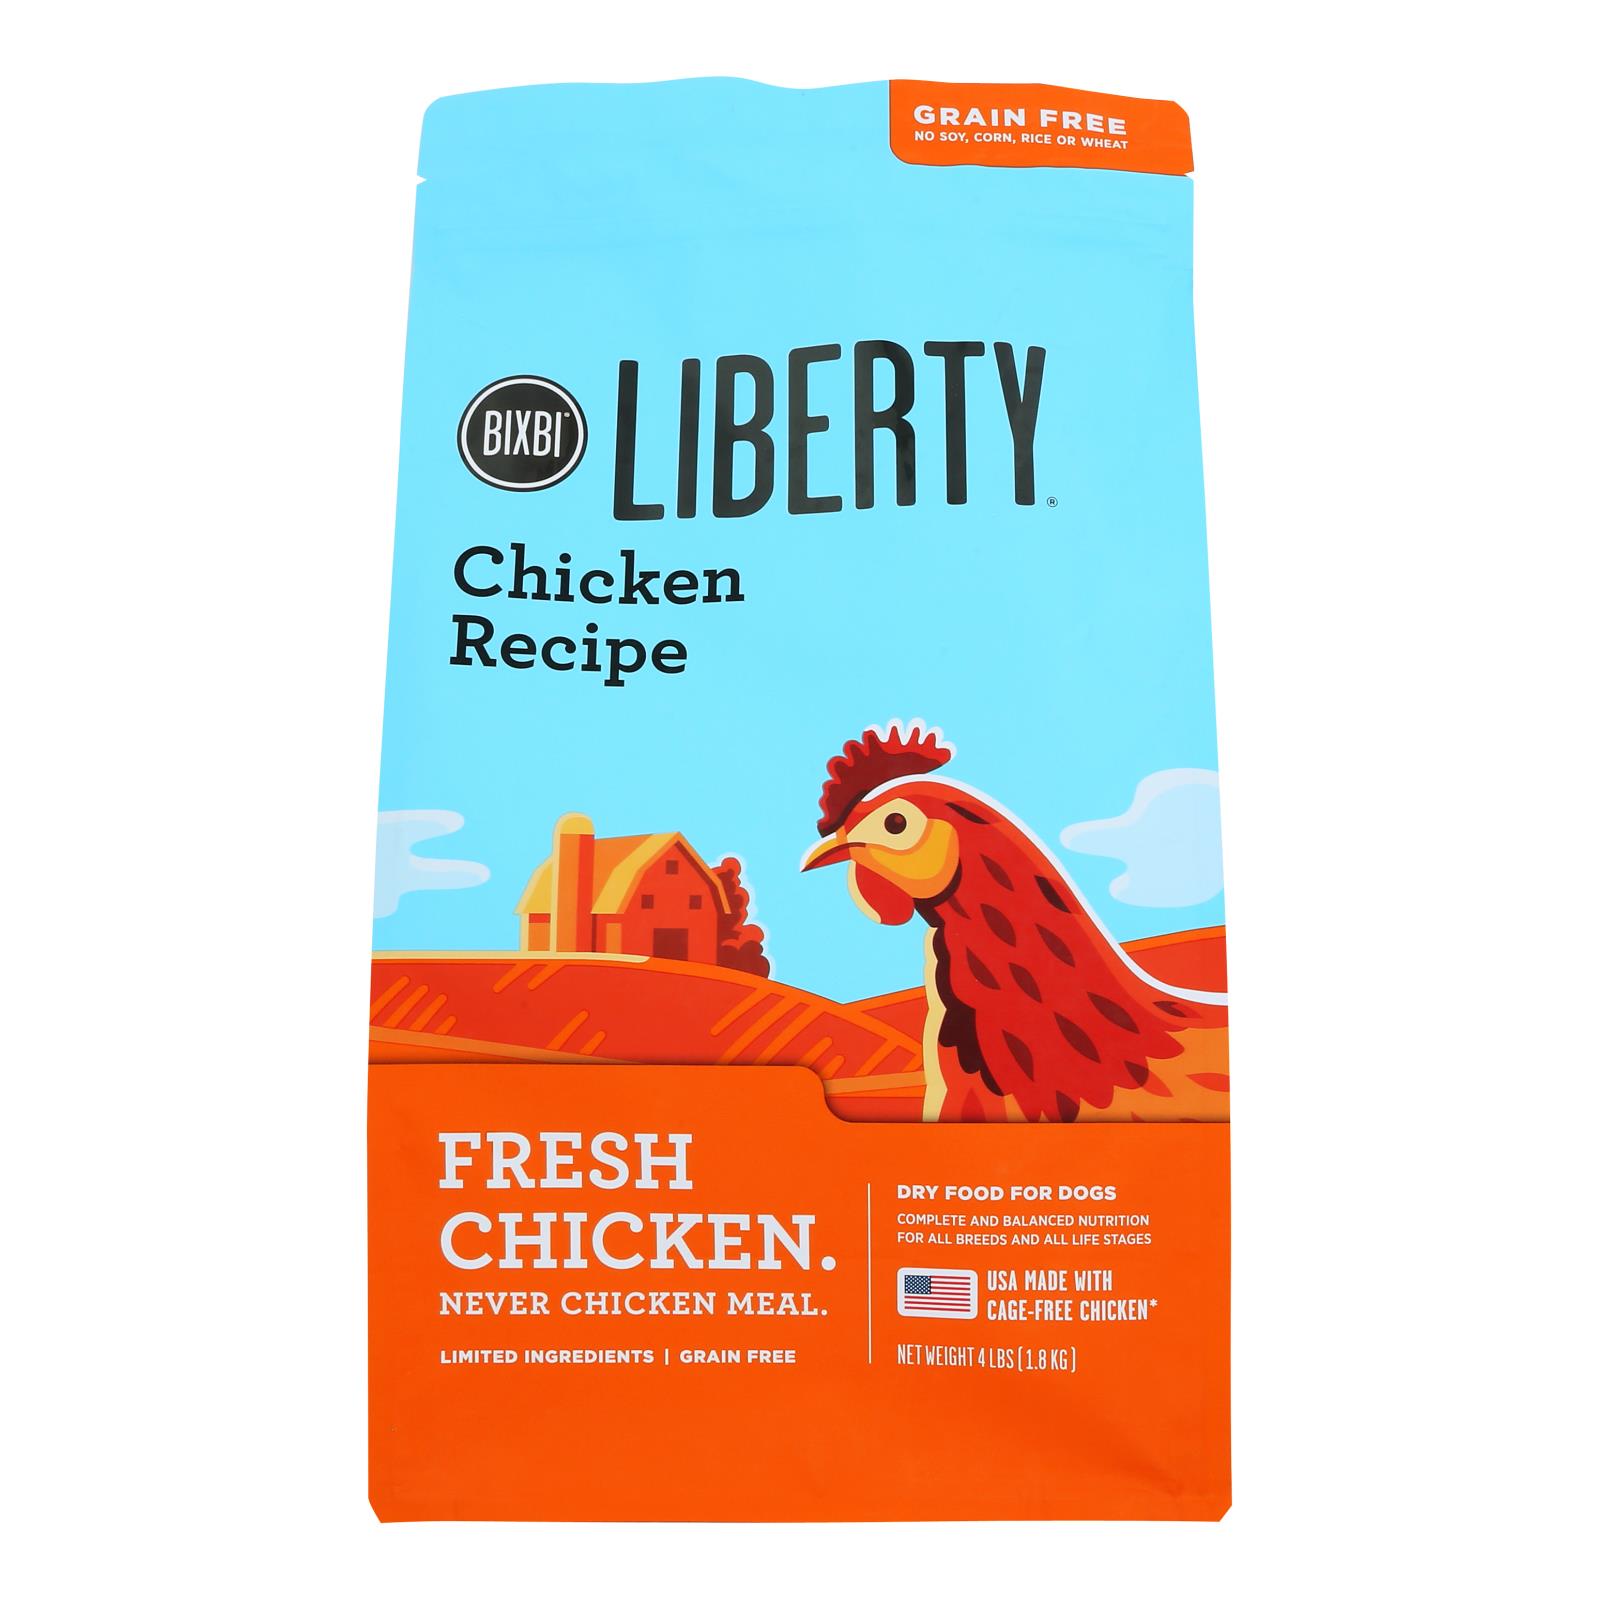 GRAIN FREE
NO SOY, CORN, RICE OR WHEAT
BIXBI™
LIBERTY®
Chicken
Recipe
FRESH
CHICKEN.
NEVER CHICKEN MEAL.
LIMITED INGREDIENTS | GRAIN FREE
DRY FOOD FOR DOGS
COMPLETE AND BALANCED NUTRITION
FOR ALL BREEDS AND ALL LIFE STAGES
USA MADE WITH
CAGE-FREE CHICKEN*
NET WEIGHT 4 LBS (1.8 KG)